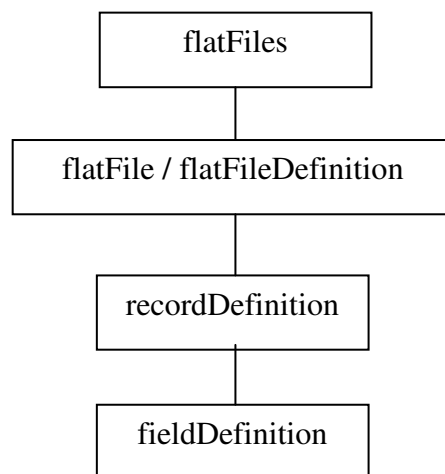 flatFiles
flatFile / flatFileDefinition
recordDefinition
fieldDefinition